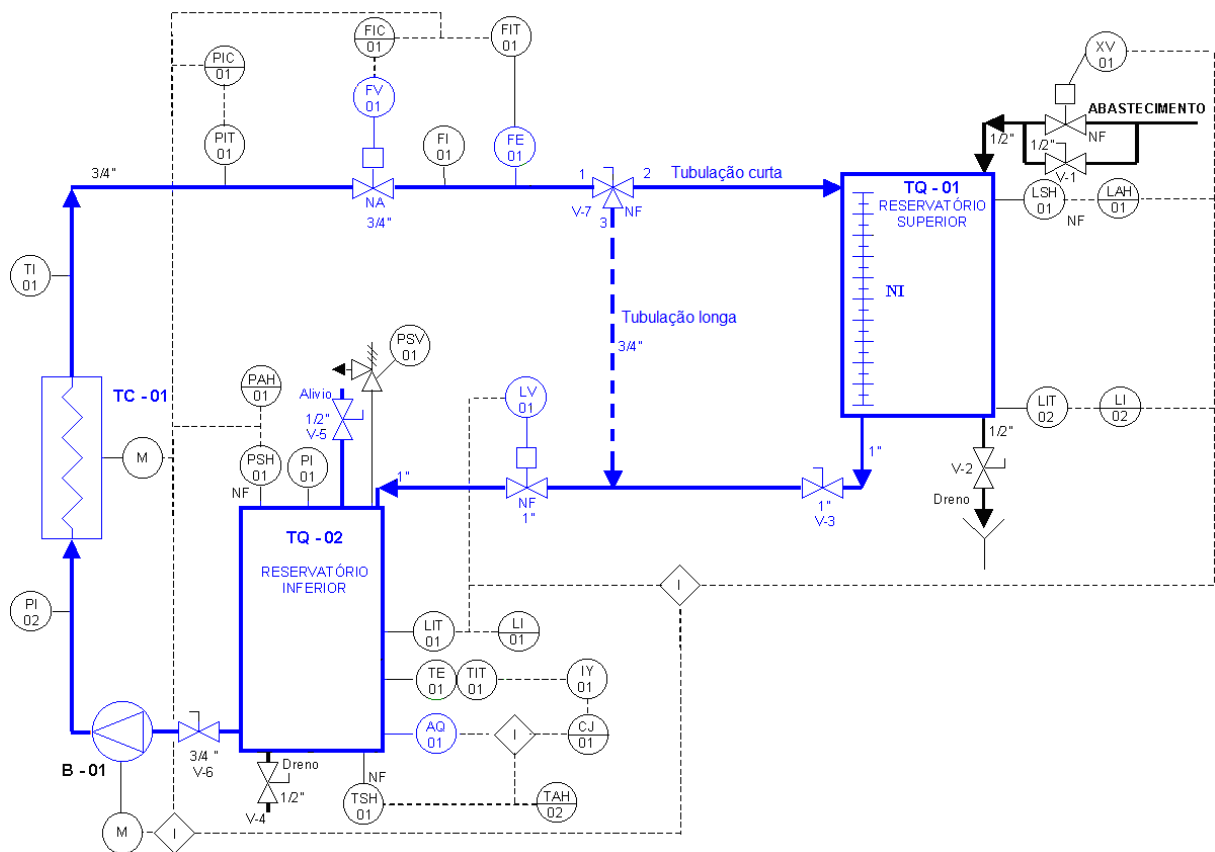 FIC
01
FIT
01
XV
01
PIC
01
FV
01
ABASTECIMENTO
NF
1/2"
1/2"
V-1
PIT
01
FI
01
FE
01
3/4"
NA
3/4"
1
2
3
V-7
NF
Tubulação curta
TQ - 01
RESERVATÓRIO
SUPERIOR
LSH
01
NF
LAH
01
TI
01
NI
Tubulação longa
3/4"
PSV
01
TC - 01
PAH
01
Alivio
1/2"
V-5
LV
01
LIT
02
LI
02
M
PSH
01
NF
PI
01
1"
NF
1"
1"
V-3
1"
1/2"
V-2
Dreno
TQ - 02
RESERVATÓRIO
INFERIOR
I
PI
02
LIT
01
LI
01
TE
01
TIT
01
IY
01
AQ
01
I
CJ
01
B - 01
3/4 "
V-6
Dreno
1/2"
V-4
NF
TSH
01
TAH
02
M
I